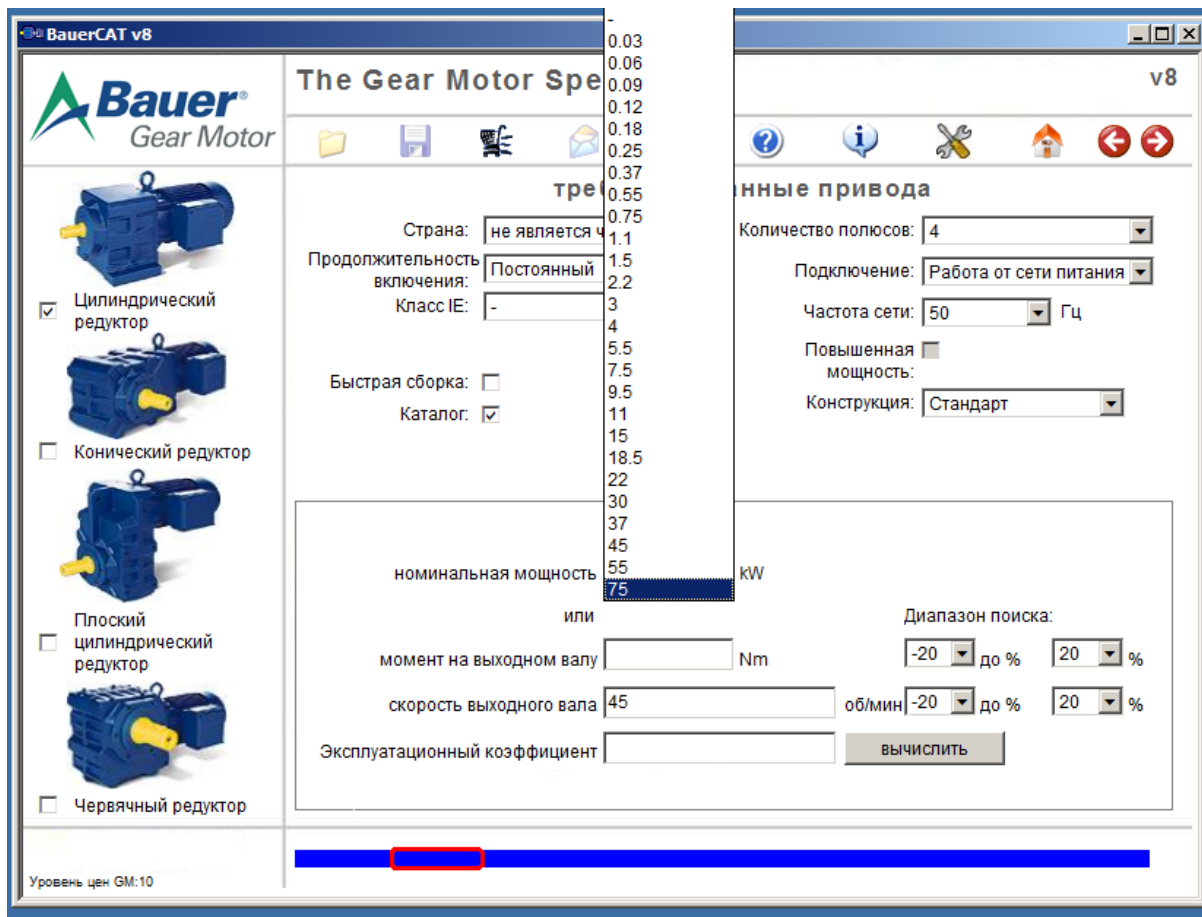 BauerCAT v8
Bauer®
Gear Motor
The Gear Motor Spe
v8
-
0.03
0.06
0.09
0.12
0.18
0.25
0.37
0.55
0.75
1.1
1.5
2.2
3
4
5.5
7.5
9.5
11
15
18.5
22
30
37
45
55
75
тре
нные привода
Страна: не является ч
Продолжительность
включения:
Постоянный
Класс IE: -
Быстрая сборка:
Каталог:
Количество полюсов: 4
Подключение: Работа от сети питания
Частота сети: 50 Гц
Повышенная
мощность:
Конструкция: Стандарт
Цилиндрический
редуктор
Конический редуктор
Плоский
цилиндрический
редуктор
Червячный редуктор
номинальная мощность kW
или
Диапазон поиска:
момент на выходном валу Nm -20 до % 20 %
скорость выходного вала 45 об/мин -20 до % 20 %
Эксплуатационный коэффициент вычислить
Уровень цен GM:10